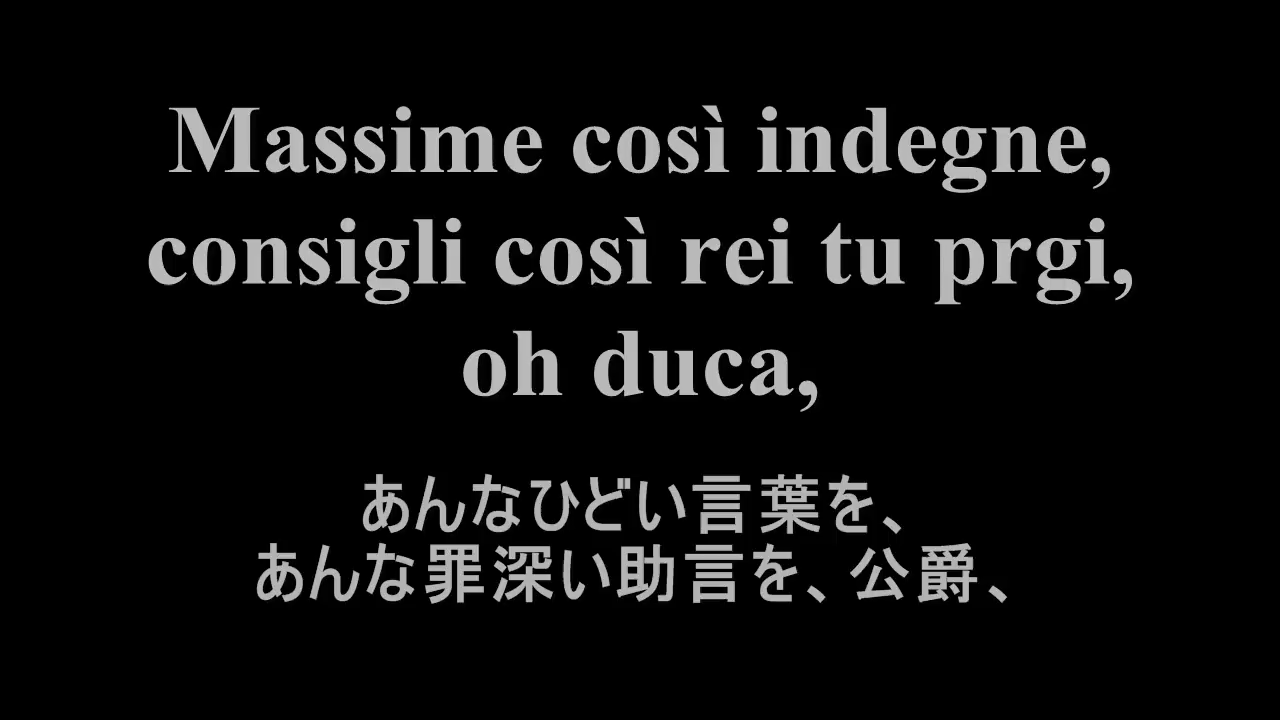 Massime così indegne,
consigli così rei tu prgi,
oh duca,
あんなひどい言葉を、
あんな罪深い助言を、公爵、